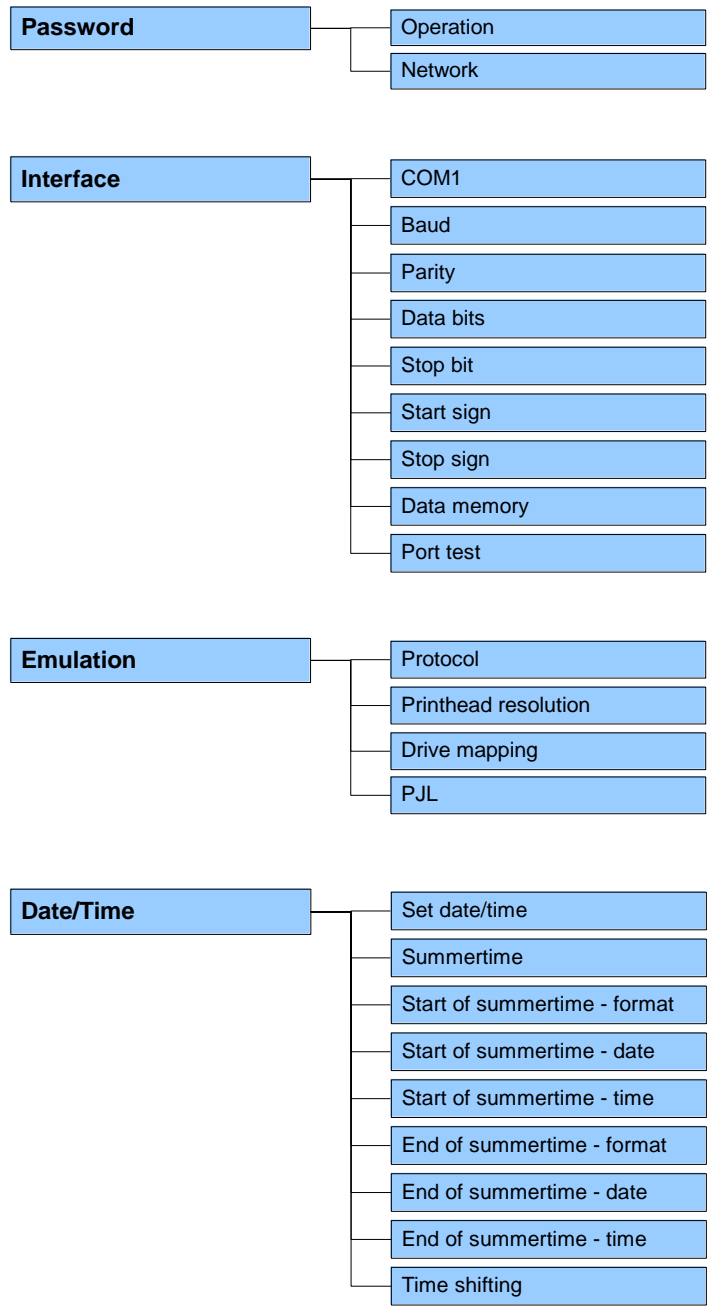 Password
Operation
Network
Interface
COM1
Baud
Parity
Data bits
Stop bit
Start sign
Stop sign
Data memory
Port test
Emulation
Protocol
Printhead resolution
Drive mapping
PJL
Date/Time
Set date/time
Summertime
Start of summertime - format
Start of summertime - date
Start of summertime - time
End of summertime - format
End of summertime - date
End of summertime - time
Time shifting